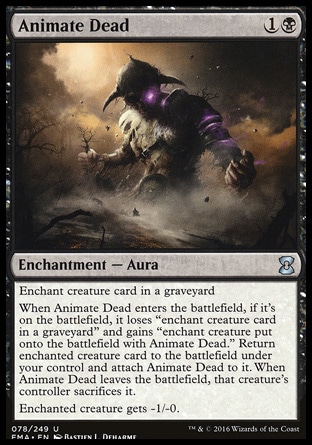 Animate Dead 1
Enchantment — Aura
Enchant creature card in a graveyard
When Animate Dead enters the battlefield, if it's
on the battlefield, it loses “enchant creature card
in a graveyard” and gains “enchant creature put
onto the battlefield with Animate Dead.” Return
enchanted creature card to the battlefield under
your control and attach Animate Dead to it. When
Animate Dead leaves the battlefield, that creature's
controller sacrifices it.
Enchanted creature gets -1/-0.
078/249 U
EMA • EN Bastien L. Deharme
™ & © 2016 Wizards of the Coast